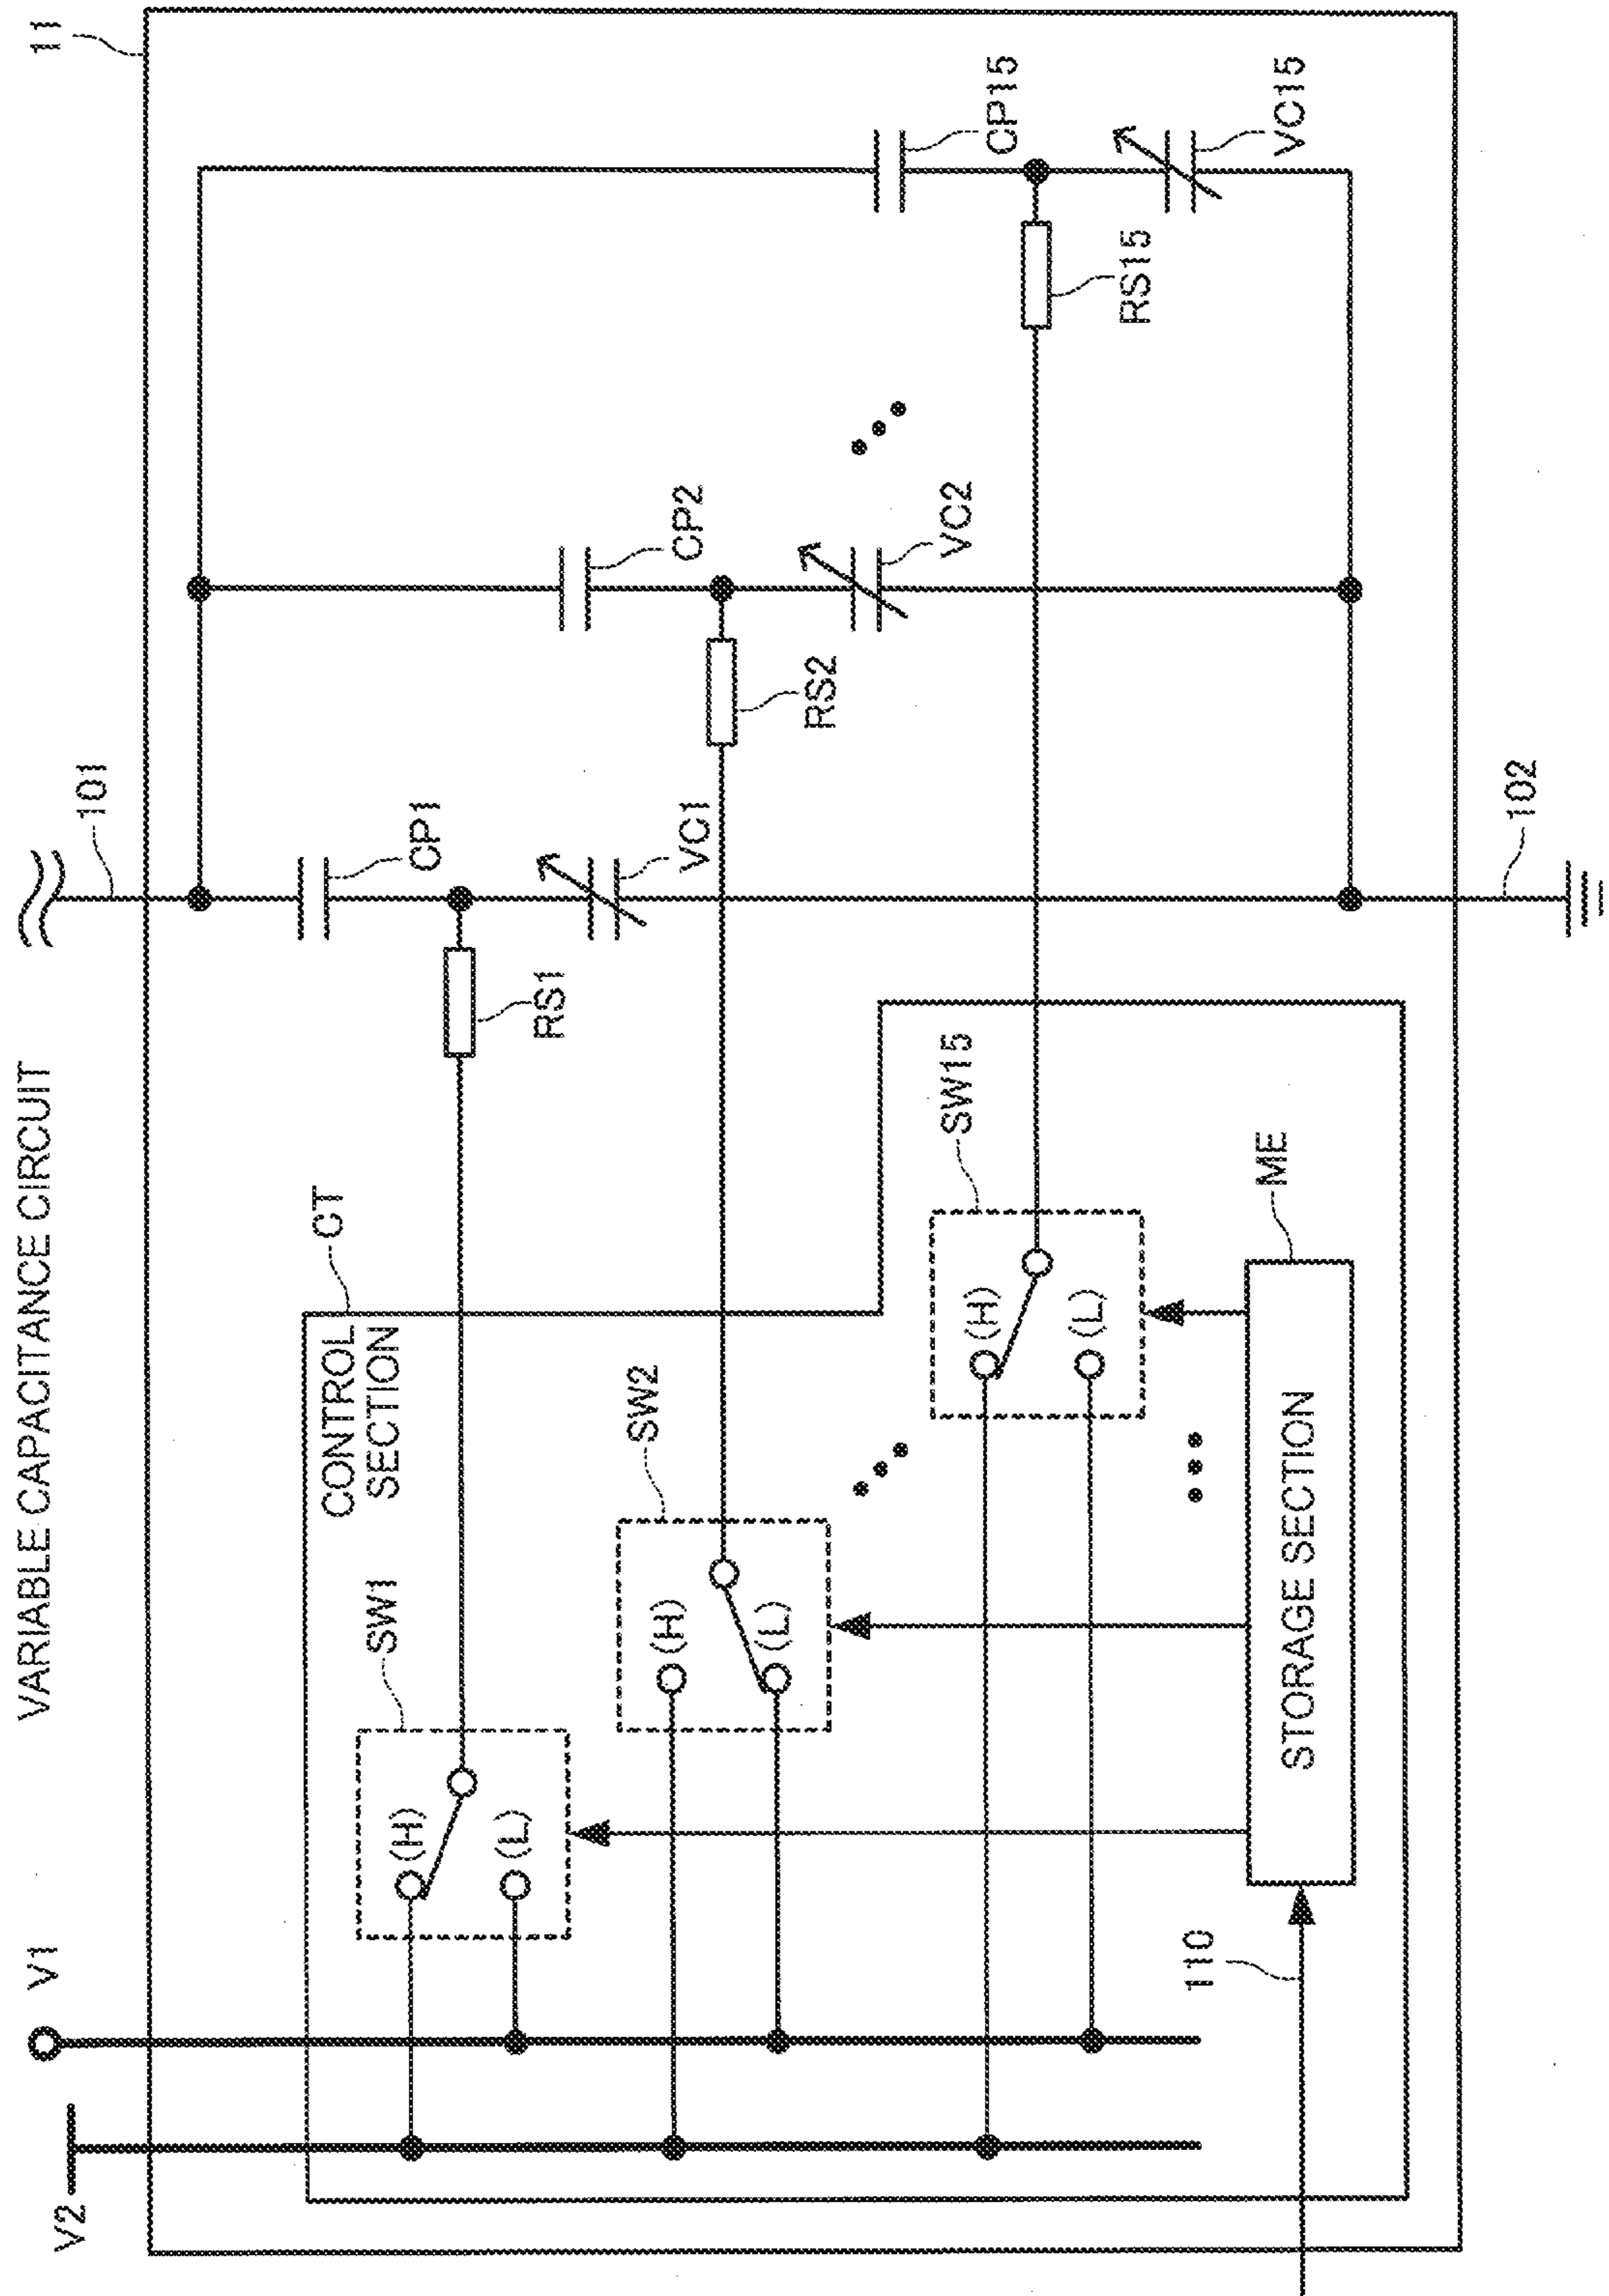 VARIABLE CAPACITANCE CIRCUIT
11
V2
V1
101
CP1
CP2
CP15
RS1
VC1
RS2
VC2
RS15
VC15
CT
CONTROL
SECTION
SW1
(H)
(L)
SW2
(H)
(L)
SW15
(H)
(L)
ME
STORAGE SECTION
110
102